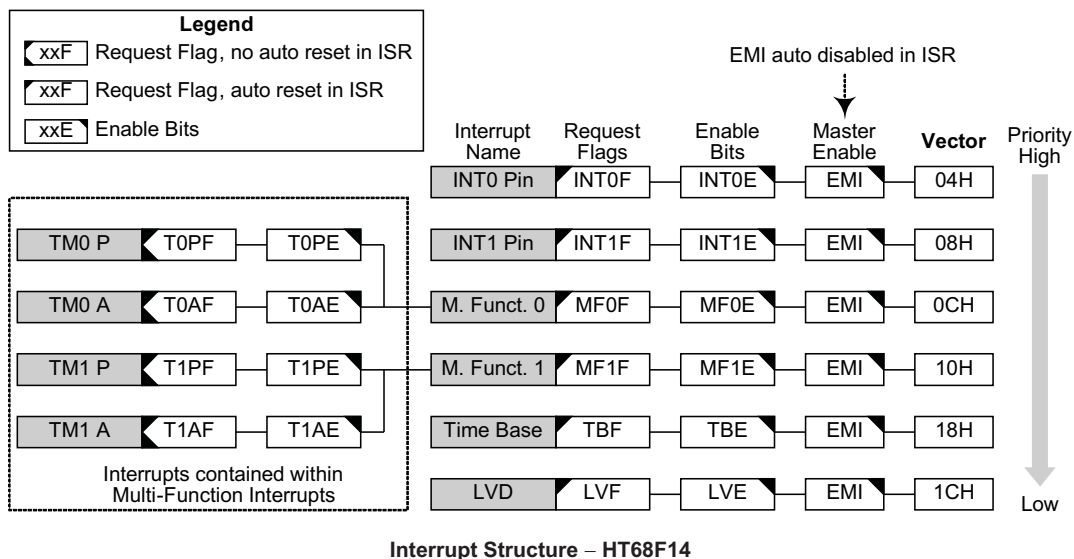 Legend
xxF Request Flag, no auto reset in ISR
xxF Request Flag, auto reset in ISR
xxE Enable Bits
EMI auto disabled in ISR
Interrupt Name
Request Flags
Enable Bits
Master Enable
Vector
Priority High
INT0 Pin INT0F INT0E EMI 04H
TM0 P T0PF T0PE
INT1 Pin INT1F INT1E EMI 08H
TM0 A T0AF T0AE
M. Funct. 0 MF0F MF0E EMI 0CH
TM1 P T1PF T1PE
M. Funct. 1 MF1F MF1E EMI 10H
TM1 A T1AF T1AE
Time Base TBF TBE EMI 18H
Interrupts contained within
Multi-Function Interrupts
LVD LVF LVE EMI 1CH
Low
Interrupt Structure – HT68F14